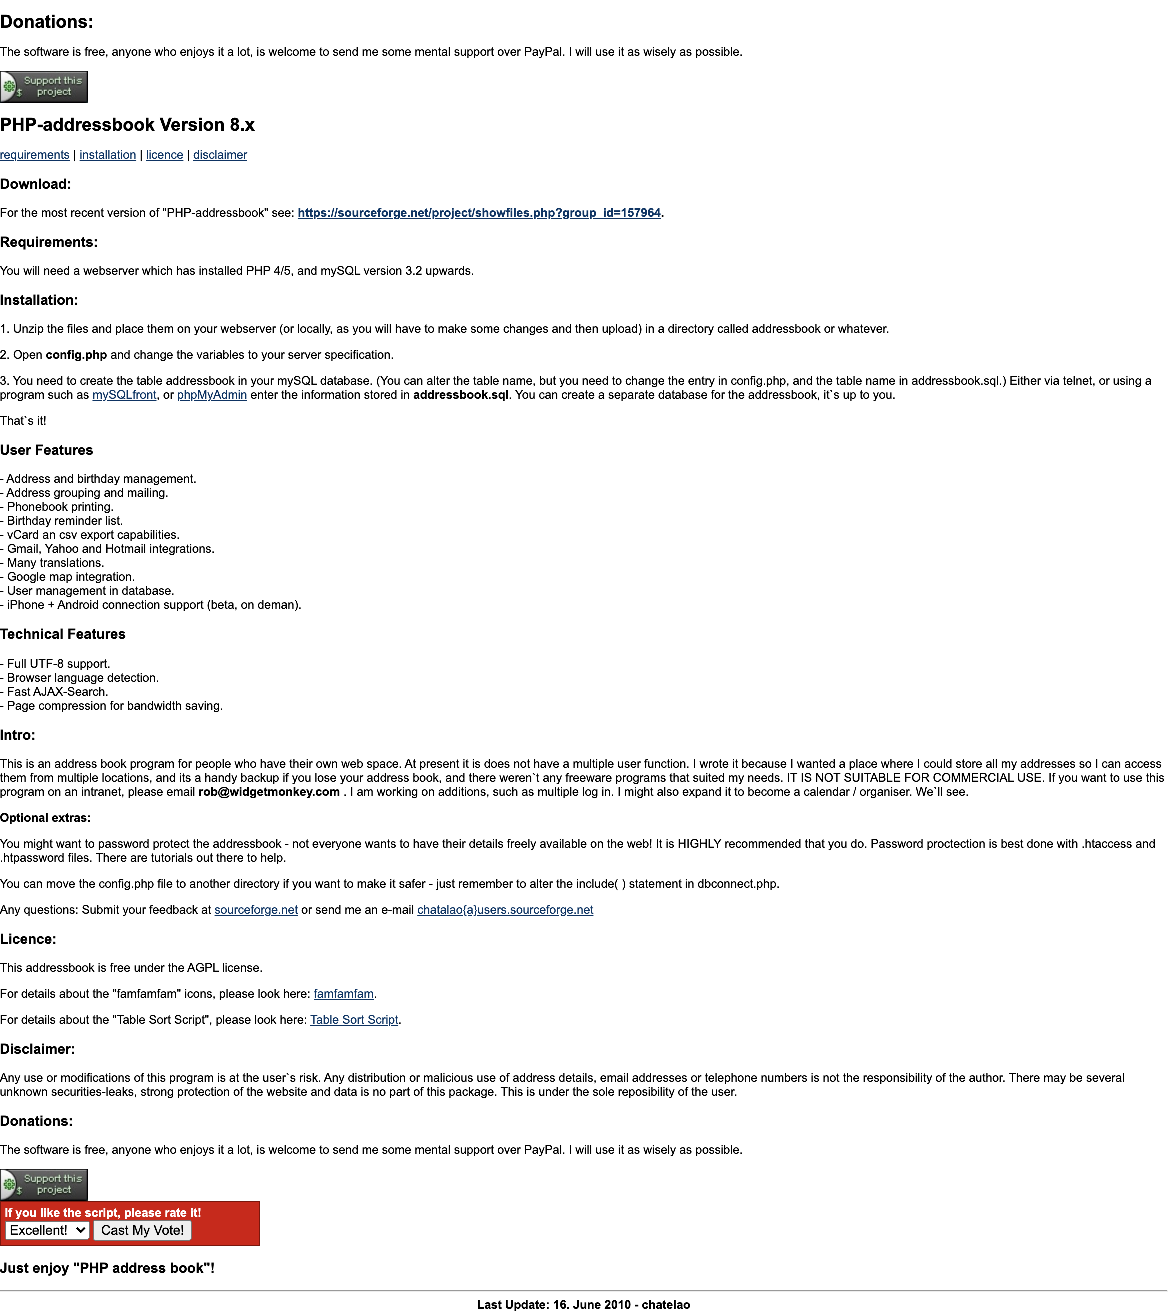 Donations:
The software is free, anyone who enjoys it a lot, is welcome to send me some mental support over PayPal. I will use it as wisely as possible.
Support this
$ project
PHP-addressbook Version 8.x
requirements | installation | licence | disclaimer
Download:
For the most recent version of "PHP-addressbook" see: https://sourceforge.net/project/showfiles.php?group_id=157964.
Requirements:
You will need a webserver which has installed PHP 4/5, and mySQL version 3.2 upwards.
Installation:
1. Unzip the files and place them on your webserver (or locally, as you will have to make some changes and then upload) in a directory called addressbook or whatever.
2. Open config.php and change the variables to your server specification.
3. You need to create the table addressbook in your mySQL database. (You can alter the table name, but you need to change the entry in config.php, and the table name in addressbook.sql.) Either via telnet, or using a
program such as mySQLfront, or phpMyAdmin enter the information stored in addressbook.sql. You can create a separate database for the addressbook, it`s up to you.
That`s it!
User Features
- Address and birthday management.
- Address grouping and mailing.
- Phonebook printing.
- Birthday reminder list.
- vCard an csv export capabilities.
- Gmail, Yahoo and Hotmail integrations.
- Many translations.
- Google map integration.
- User management in database.
- iPhone + Android connection support (beta, on deman).
Technical Features
- Full UTF-8 support.
- Browser language detection.
- Fast AJAX-Search.
- Page compression for bandwidth saving.
Intro:
This is an address book program for people who have their own web space. At present it is does not have a multiple user function. I wrote it because I wanted a place where I could store all my addresses so I can access
them from multiple locations, and its a handy backup if you lose your address book, and there weren`t any freeware programs that suited my needs. IT IS NOT SUITABLE FOR COMMERCIAL USE. If you want to use this
program on an intranet, please email rob@widgetmonkey.com . I am working on additions, such as multiple log in. I might also expand it to become a calendar / organiser. We`ll see.
Optional extras:
You might want to password protect the addressbook - not everyone wants to have their details freely available on the web! It is HIGHLY recommended that you do. Password proctection is best done with .htaccess and
.htpassword files. There are tutorials out there to help.
You can move the config.php file to another directory if you want to make it safer - just remember to alter the include( ) statement in dbconnect.php.
Any questions: Submit your feedback at sourceforge.net or send me an e-mail chatalao{a}users.sourceforge.net
Licence:
This addressbook is free under the AGPL license.
For details about the "famfamfam" icons, please look here: famfamfam.
For details about the "Table Sort Script", please look here: Table Sort Script.
Disclaimer:
Any use or modifications of this program is at the user`s risk. Any distribution or malicious use of address details, email addresses or telephone numbers is not the responsibility of the author. There may be several
unknown securities-leaks, strong protection of the website and data is no part of this package. This is under the sole reposibility of the user.
Donations:
The software is free, anyone who enjoys it a lot, is welcome to send me some mental support over PayPal. I will use it as wisely as possible.
Support this
$ project
If you like the script, please rate it!
Excellent! Cast My Vote!
Just enjoy "PHP address book"!
Last Update: 16. June 2010 - chatelao